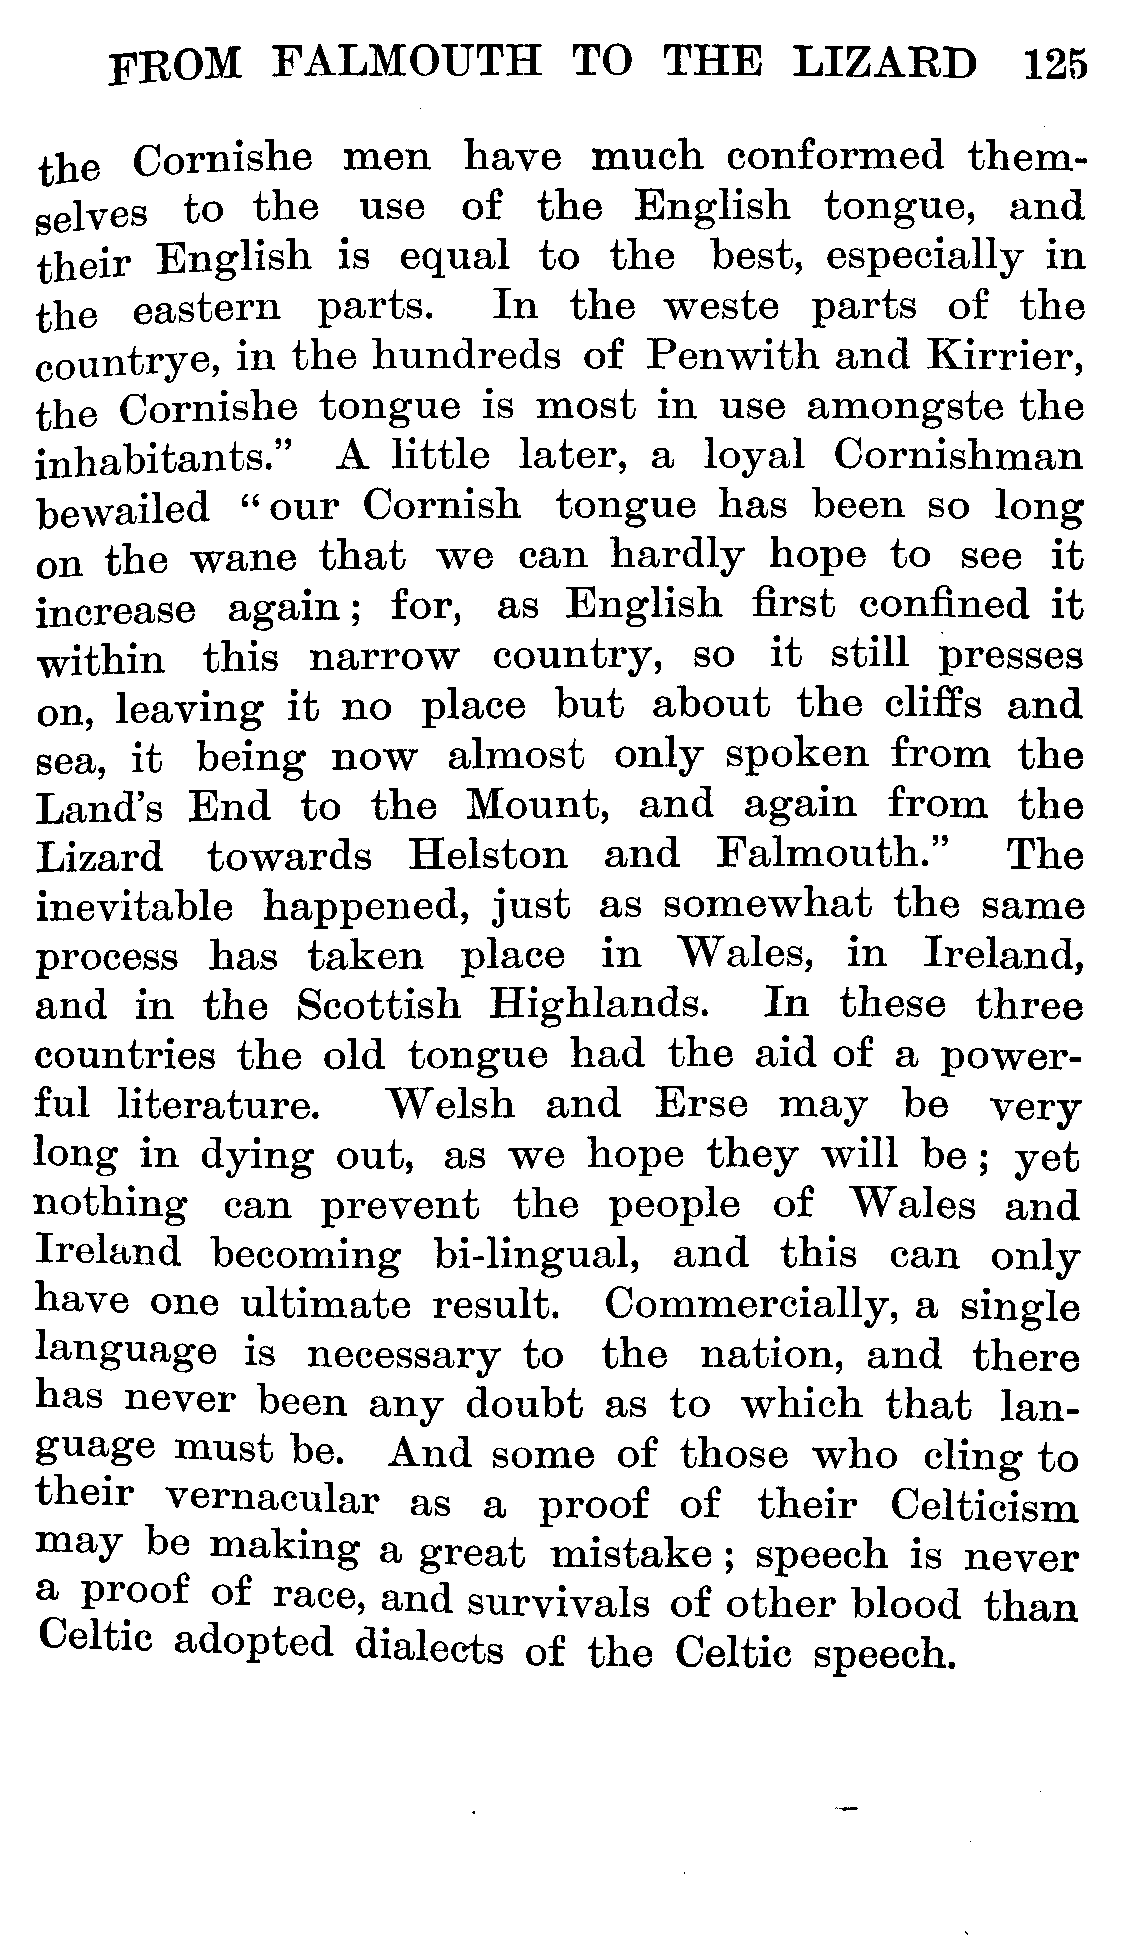 FROM FALMOUTH TO THE LIZARD 125
the Cornishe men have much conformed them-
selves to the use of the English tongue, and
their English is equal to the best, especially in
the eastern parts. In the weste parts of the
countrye, in the hundreds of Penwith and Kirrier,
the Cornishe tongue is most in use amongste the
inhabitants.” A little later, a loyal Cornishman
bewailed “our Cornish tongue has been so long
on the wane that we can hardly hope to see it
increase again; for, as English first confined it
within this narrow country, so it still presses
on, leaving it no place but about the cliffs and
sea, it being now almost only spoken from the
Land’s End to the Mount, and again from the
Lizard towards Helston and Falmouth.” The
inevitable happened, just as somewhat the same
process has taken place in Wales, in Ireland,
and in the Scottish Highlands. In these three
countries the old tongue had the aid of a power-
ful literature. Welsh and Erse may be very
long in dying out, as we hope they will be; yet
nothing can prevent the people of Wales and
Ireland becoming bi-lingual, and this can only
have one ultimate result. Commercially, a single
language is necessary to the nation, and there
has never been any doubt as to which that lan-
guage must be. And some of those who cling to
their vernacular as a proof of their Celticism
may be making a great mistake; speech is never
a proof of race, and survivals of other blood than
Celtic adopted dialects of the Celtic speech.